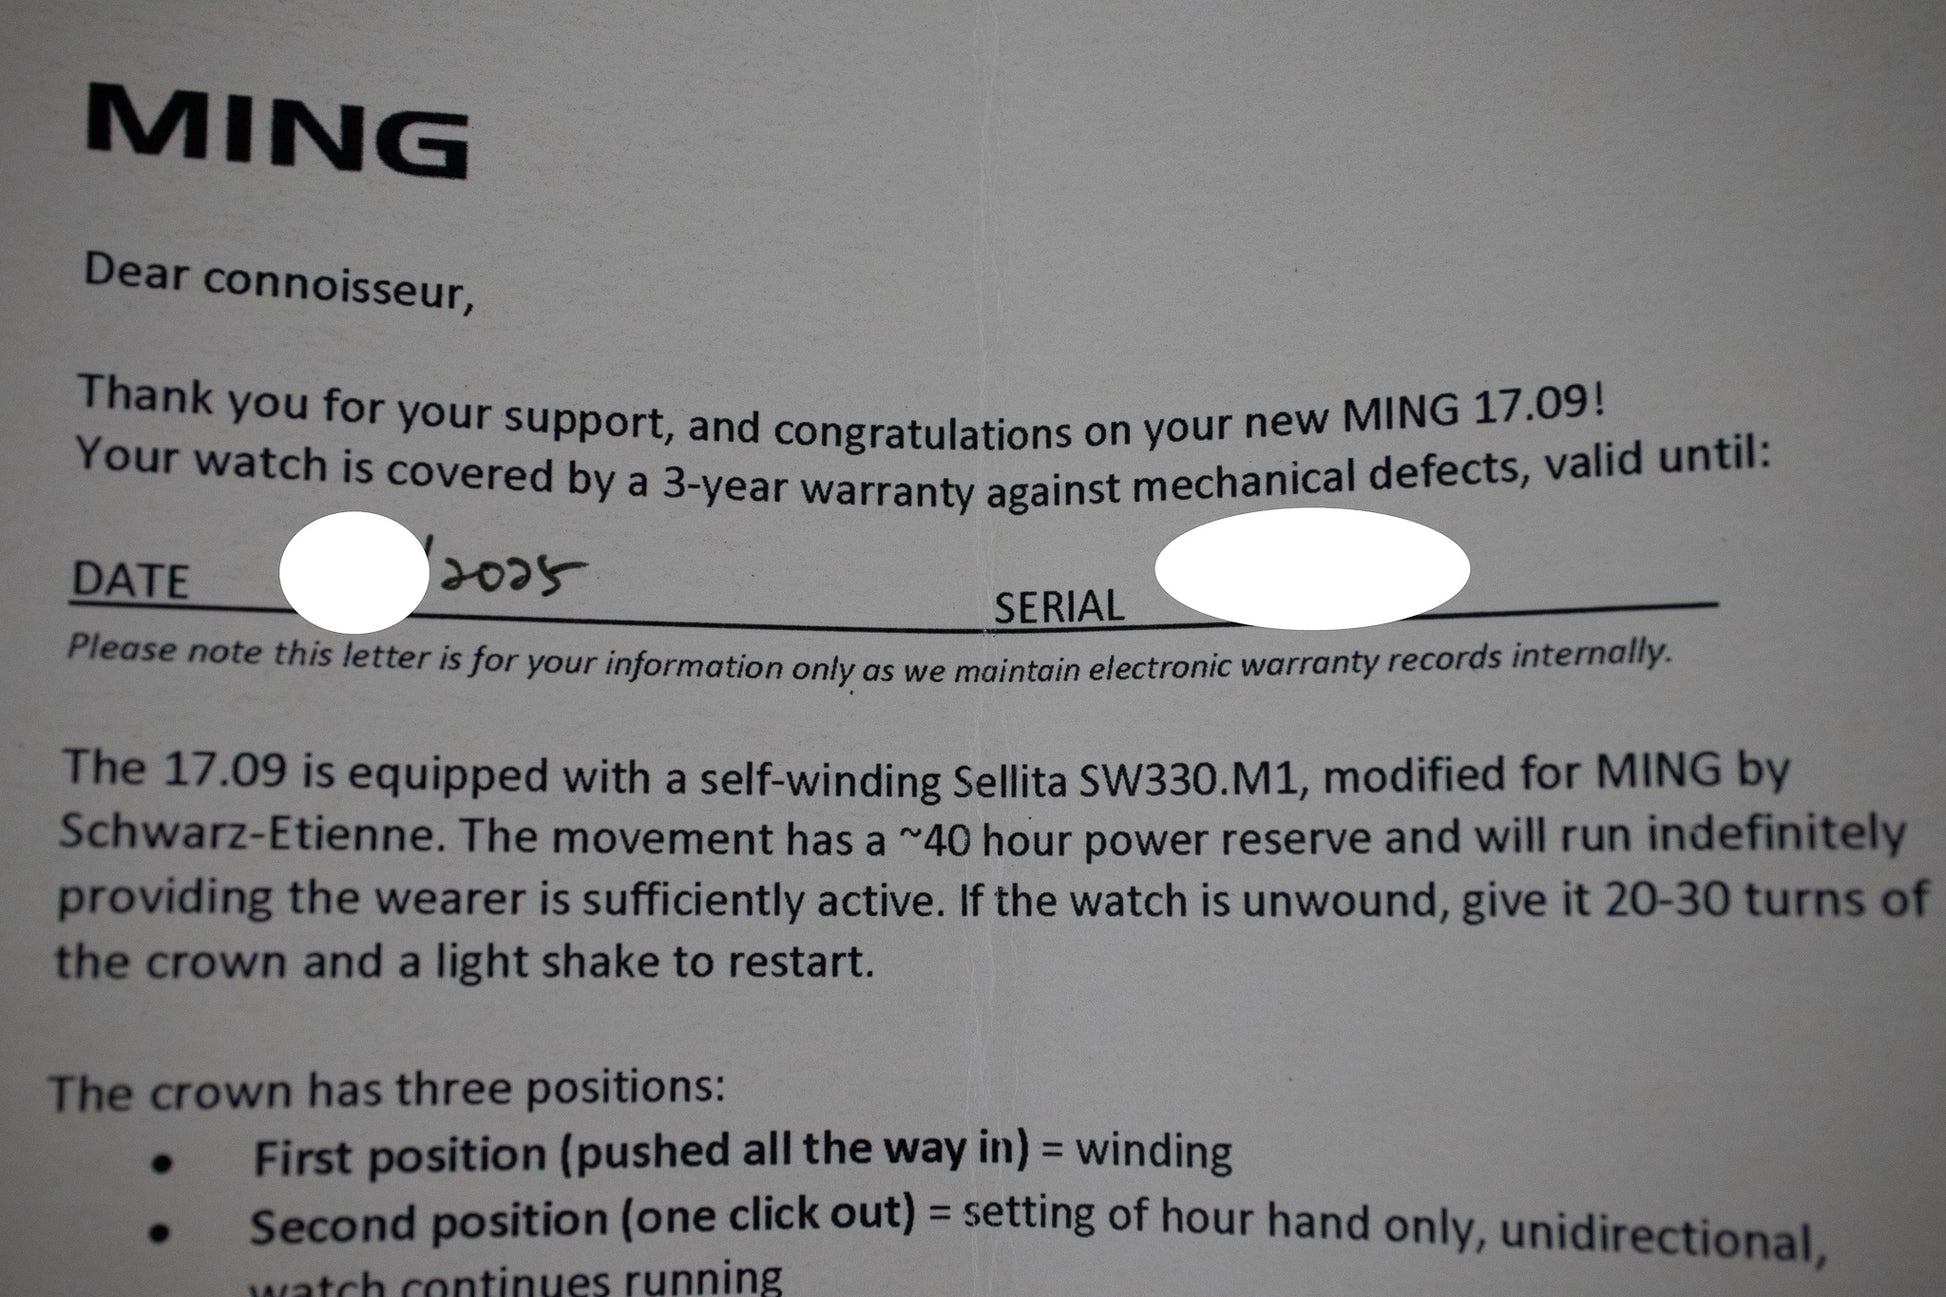 MING
Dear connoisseur,
Thank you for your support, and congratulations on your new MING 17.09!
Your watch is covered by a 3-year warranty against mechanical defects, valid until:
DATE /2025 SERIAL
Please note this letter is for your information only as we maintain electronic warranty records internally.
The 17.09 is equipped with a self-winding Sellita SW330.M1, modified for MING by
Schwarz-Etienne. The movement has a ~40 hour power reserve and will run indefinitely
providing the wearer is sufficiently active. If the watch is unwound, give it 20-30 turns of
the crown and a light shake to restart.
The crown has three positions:
• First position (pushed all the way in) = winding
• Second position (one click out) = setting of hour hand only, unidirectional,
watch continues running